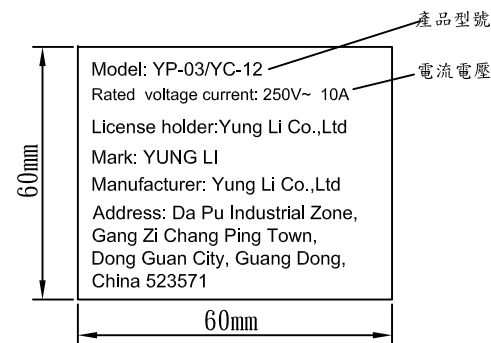 產品型號
Model: YP-03/YC-12
電流電壓
Rated voltage current: 250V~ 10A
License holder:Yung Li Co.,Ltd
Mark: YUNG LI
Manufacturer: Yung Li Co.,Ltd
Address: Da Pu Industrial Zone,
Gang Zi Chang Ping Town,
Dong Guan City, Guang Dong,
China 523571
60mm
60mm